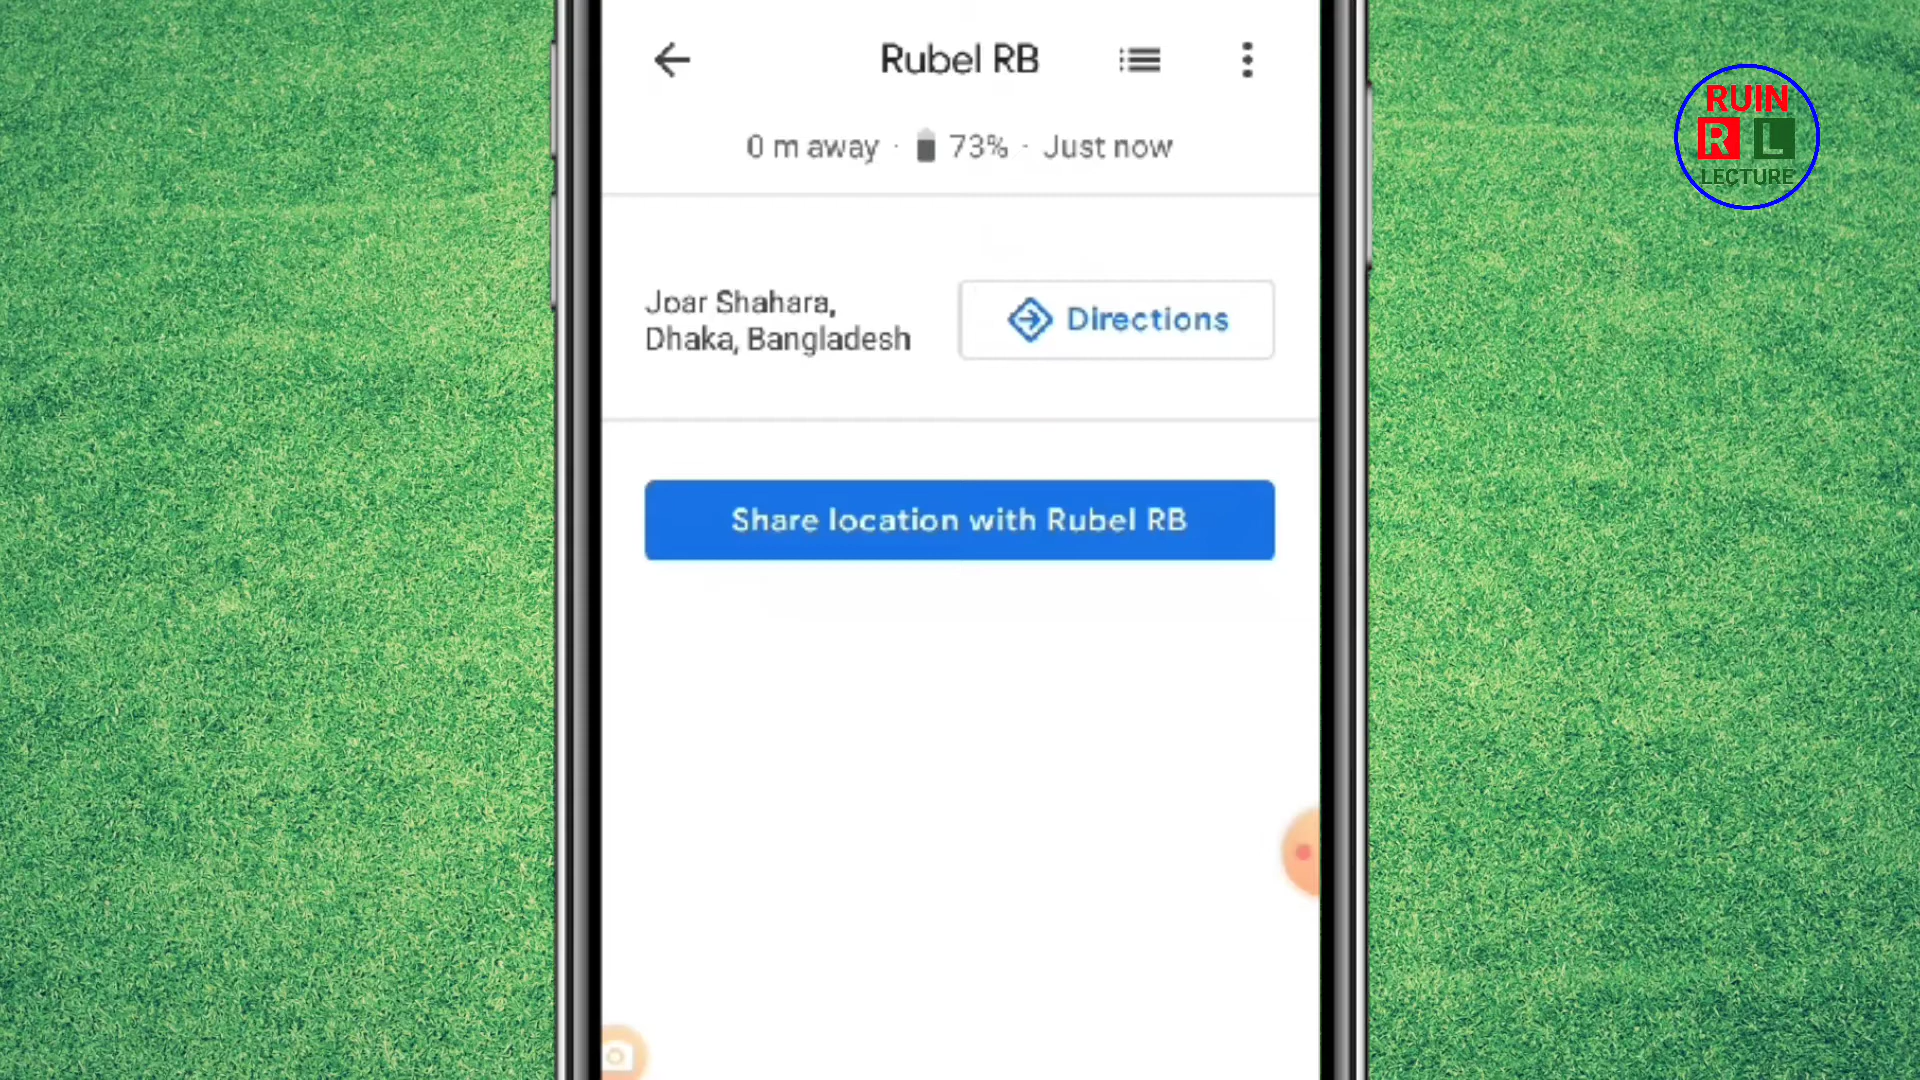 Rubel RB
0 m away · 73% · Just now
Joar Shahara,
Dhaka, Bangladesh
Directions
Share location with Rubel RB
RUIN
R L
LECTURE